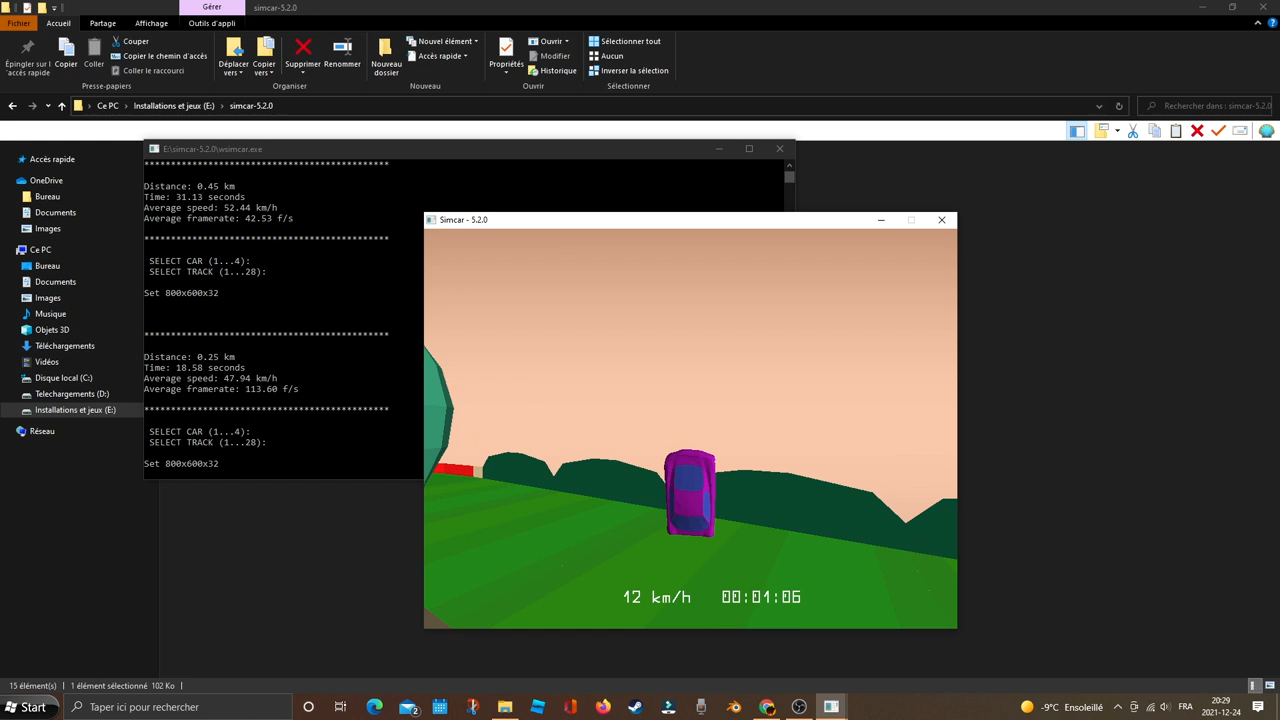 Gérer
simcar-5.2.0
Fichier
Accueil
Partage
Affichage
Outils d'appli
Épingler sur l'accès rapide
Copier
Coller
Couper
Copier le chemin d'accès
Coller le raccourci
Presse-papiers
Déplacer vers
Copier vers
Supprimer
Renommer
Organiser
Nouveau dossier
Nouvel élément
Accès rapide
Nouveau
Propriétés
Ouvrir
Modifier
Historique
Ouvrir
Sélectionner tout
Aucun
Inverser la sélection
Sélectionner
Ce PC
Installations et jeux (E:)
simcar-5.2.0
Rechercher dans : simcar-5.2.0
Accès rapide
OneDrive
Bureau
Documents
Images
Ce PC
Bureau
Documents
Images
Musique
Objets 3D
Téléchargements
Vidéos
Disque local (C:)
Telechargements (D:)
Installations et jeux (E:)
Réseau
E:\simcar-5.2.0\wsimcar.exe
*************************************************
Distance: 0.45 km
Time: 31.13 seconds
Average speed: 52.44 km/h
Average framerate: 42.53 f/s
*************************************************
SELECT CAR (1...4):
SELECT TRACK (1...28):
Set 800x600x32
*************************************************
Distance: 0.25 km
Time: 18.58 seconds
Average speed: 47.94 km/h
Average framerate: 113.60 f/s
*************************************************
SELECT CAR (1...4):
SELECT TRACK (1...28):
Set 800x600x32
Simcar - 5.2.0
12 km/h 00:01:06
15 élément(s)
1 élément sélectionné 102 Ko
Start
Taper ici pour rechercher
2
-9°C Ensoleillé
FRA
20:29
2021-12-24